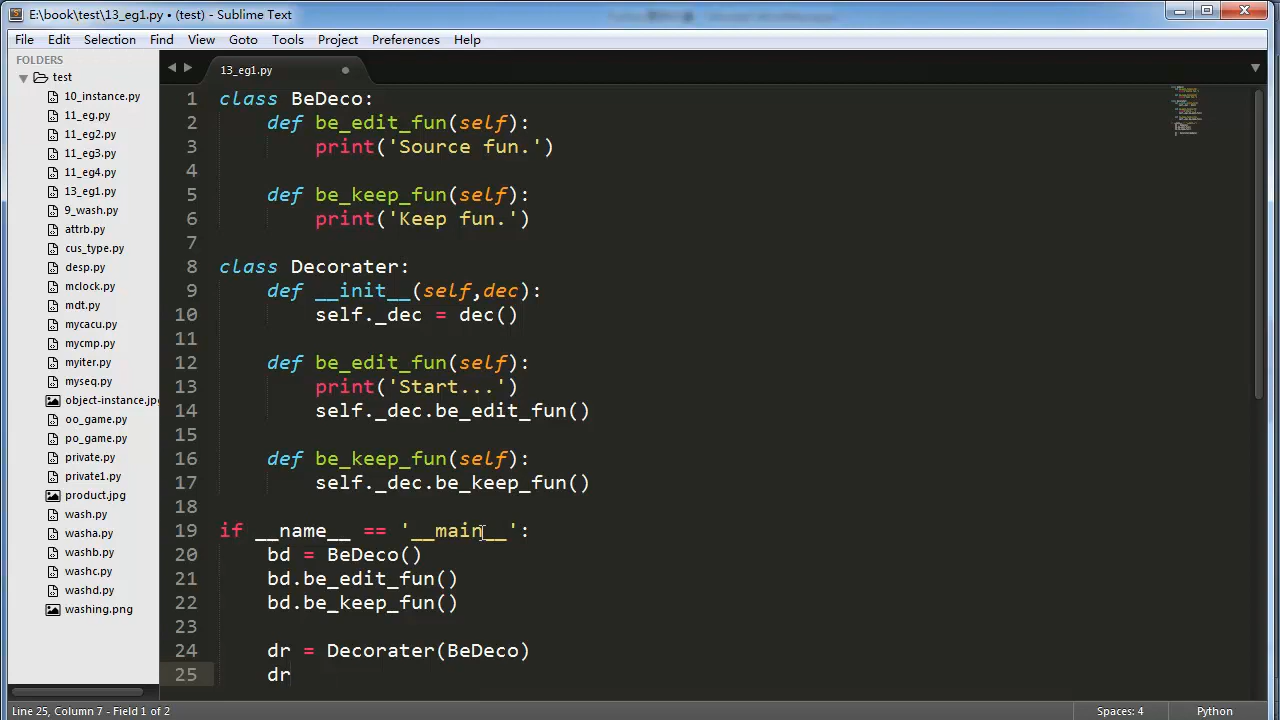 E:\book\test\13_eg1.py • (test) - Sublime Text
File Edit Selection Find View Goto Tools Project Preferences Help
FOLDERS
test
10_instance.py
11_eg.py
11_eg2.py
11_eg3.py
11_eg4.py
13_eg1.py
9_wash.py
attrb.py
cus_type.py
desp.py
mclock.py
mdt.py
mycacu.py
mycmp.py
myiter.py
myseq.py
object-instance.jp
oo_game.py
po_game.py
private.py
private1.py
product.jpg
wash.py
washa.py
washb.py
washc.py
washd.py
washing.png
13_eg1.py
1 class BeDeco:
2     def be_edit_fun(self):
3         print('Source fun.')
4
5     def be_keep_fun(self):
6         print('Keep fun.')
7
8 class Decorater:
9     def __init__(self,dec):
10         self._dec = dec()
11
12     def be_edit_fun(self):
13         print('Start...')
14         self._dec.be_edit_fun()
15
16     def be_keep_fun(self):
17         self._dec.be_keep_fun()
18
19 if __name__ == '__main__':
20     bd = BeDeco()
21     bd.be_edit_fun()
22     bd.be_keep_fun()
23
24     dr = Decorater(BeDeco)
25     dr
Line 25, Column 7 - Field 1 of 2
Spaces: 4
Python